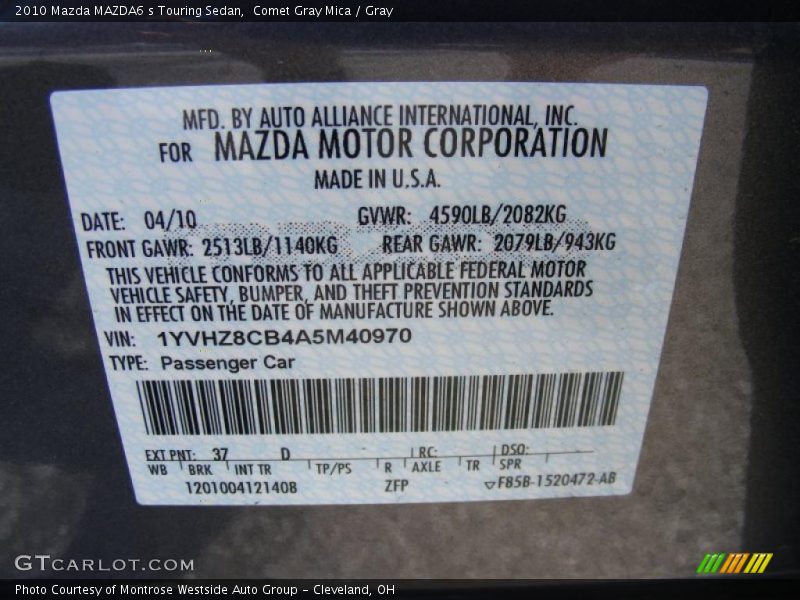 2010 Mazda MAZDA6 s Touring Sedan,  Comet Gray Mica / Gray
MFD. BY AUTO ALLIANCE INTERNATIONAL, INC.
FOR MAZDA MOTOR CORPORATION
MADE IN U.S.A.
DATE: 04/10 GVWR: 4590LB/2082KG
FRONT GAWR: 2513LB/1140KG REAR GAWR: 2079LB/943KG
THIS VEHICLE CONFORMS TO ALL APPLICABLE FEDERAL MOTOR
VEHICLE SAFETY, BUMPER, AND THEFT PREVENTION STANDARDS
IN EFFECT ON THE DATE OF MANUFACTURE SHOWN ABOVE.
VIN: 1YVHZ8CB4A5M40970
TYPE: Passenger Car
EXT PNT: 37 D RC: DSO:
WB BRK INT TR TP/PS R AXLE TR SPR
1201004121408 ZFP ▽F85B-1520472-AB
GTCARLOT.COM
Photo Courtesy of Montrose Westside Auto Group – Cleveland, OH